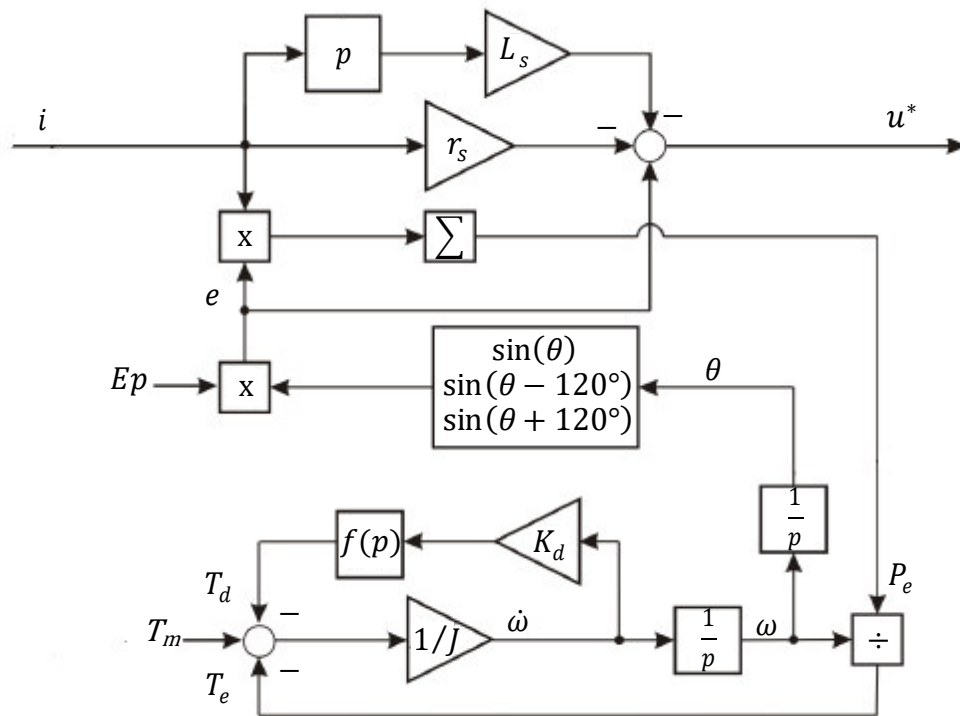 p
L_s
i
−
u*
−
r_s
x
∑
e
sin(θ)
sin(θ − 120°)
sin(θ + 120°)
θ
Ep
x
1/p
f(p)
K_d
T_d
−
P_e
T_m
1/J
ω̇
1/p
ω
÷
T_e
−